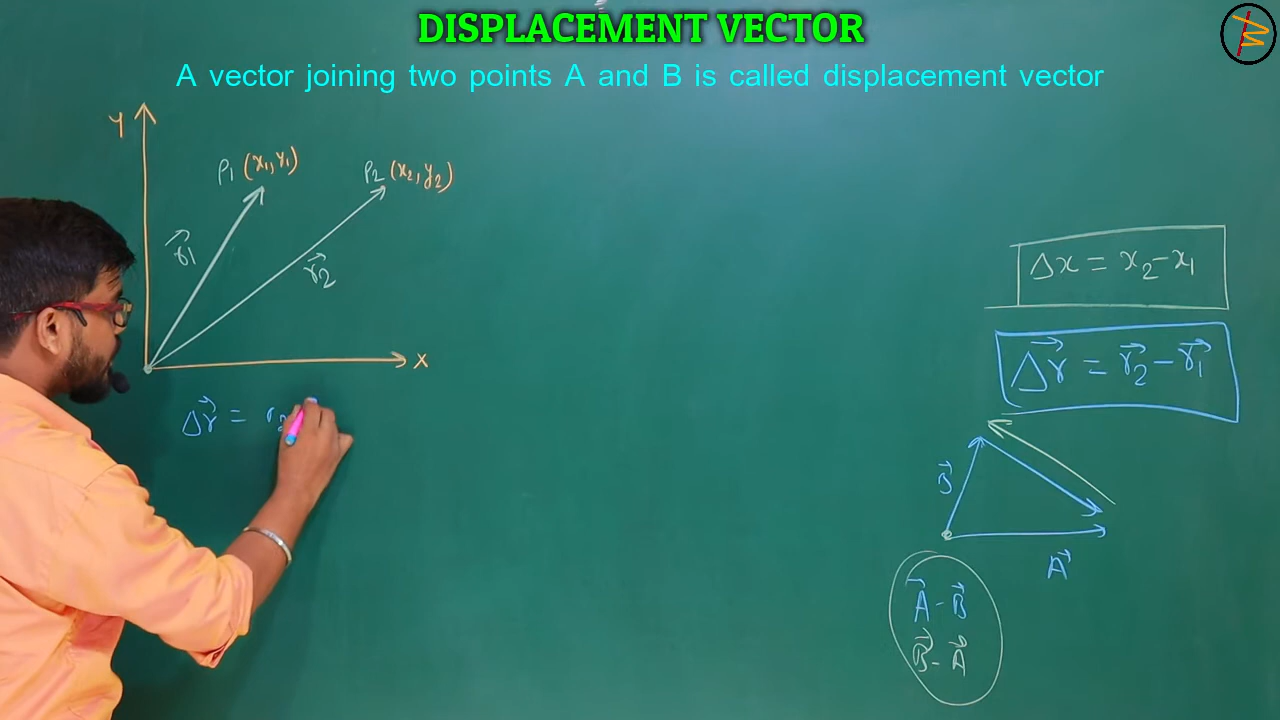 DISPLACEMENT VECTOR
A vector joining two points A and B is called displacement vector
Y
P₁ (x₁, y₁)
P₂ (x₂, y₂)
r⃗₁
r⃗₂
X
Δr⃗ = r₂
Δx = x₂ - x₁
Δr⃗ = r⃗₂ - r⃗₁
B⃗
A⃗
A⃗ - B⃗
B⃗ - A⃗